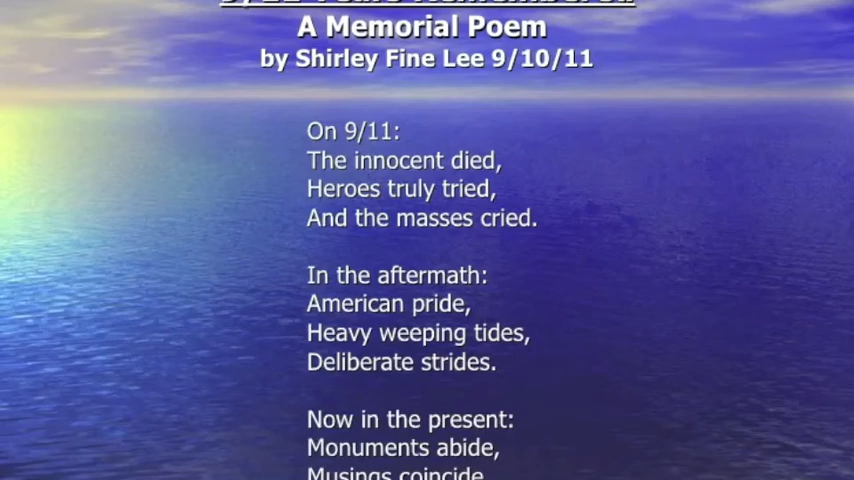 A Memorial Poem
by Shirley Fine Lee 9/10/11
On 9/11:
The innocent died,
Heroes truly tried,
And the masses cried.
In the aftermath:
American pride,
Heavy weeping tides,
Deliberate strides.
Now in the present:
Monuments abide,
Musings coincide